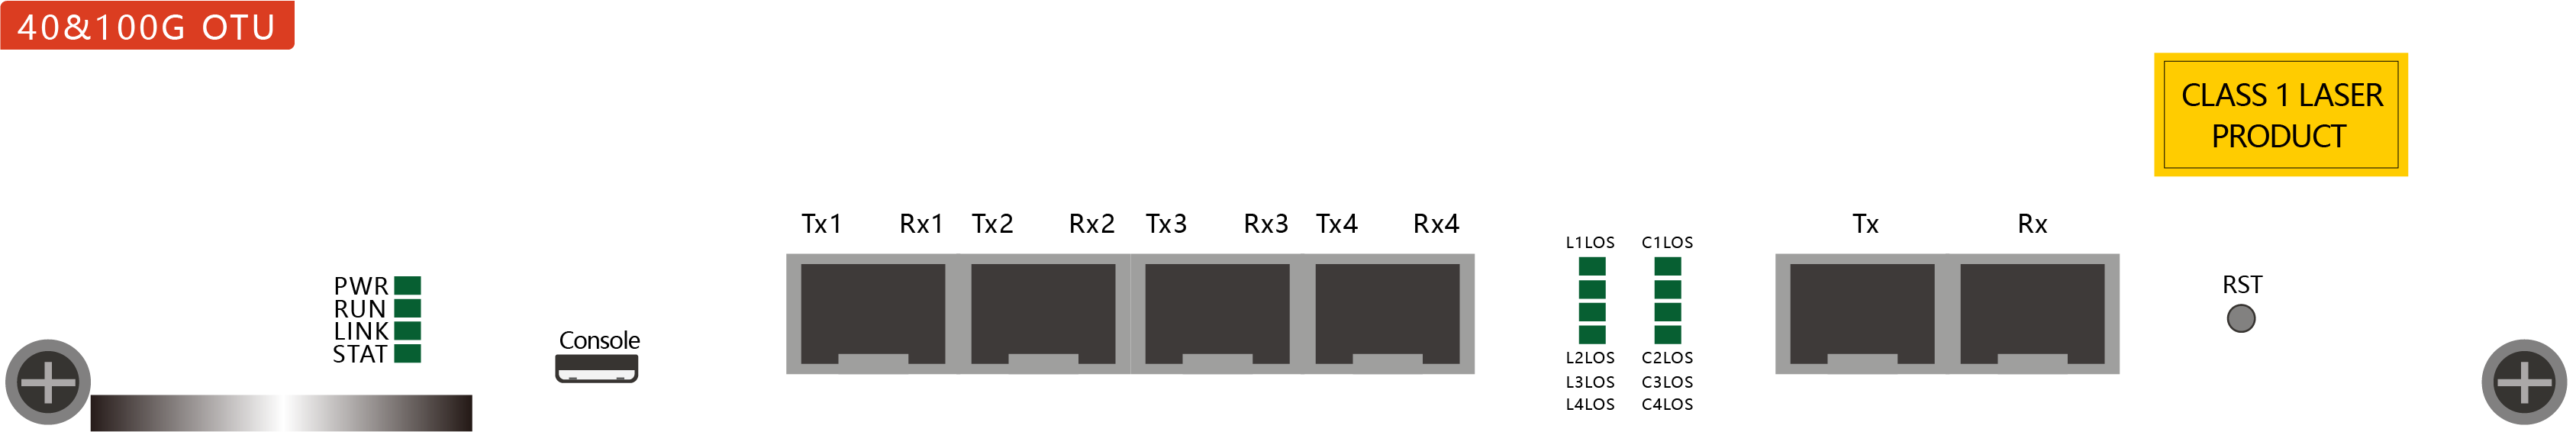 40&100G OTU
CLASS 1 LASER
PRODUCT
Tx1 Rx1 Tx2 Rx2 Tx3 Rx3 Tx4 Rx4
Tx Rx
L1LOS C1LOS
PWR
RUN
LINK
STAT
Console
L2LOS C2LOS
L3LOS C3LOS
L4LOS C4LOS
RST